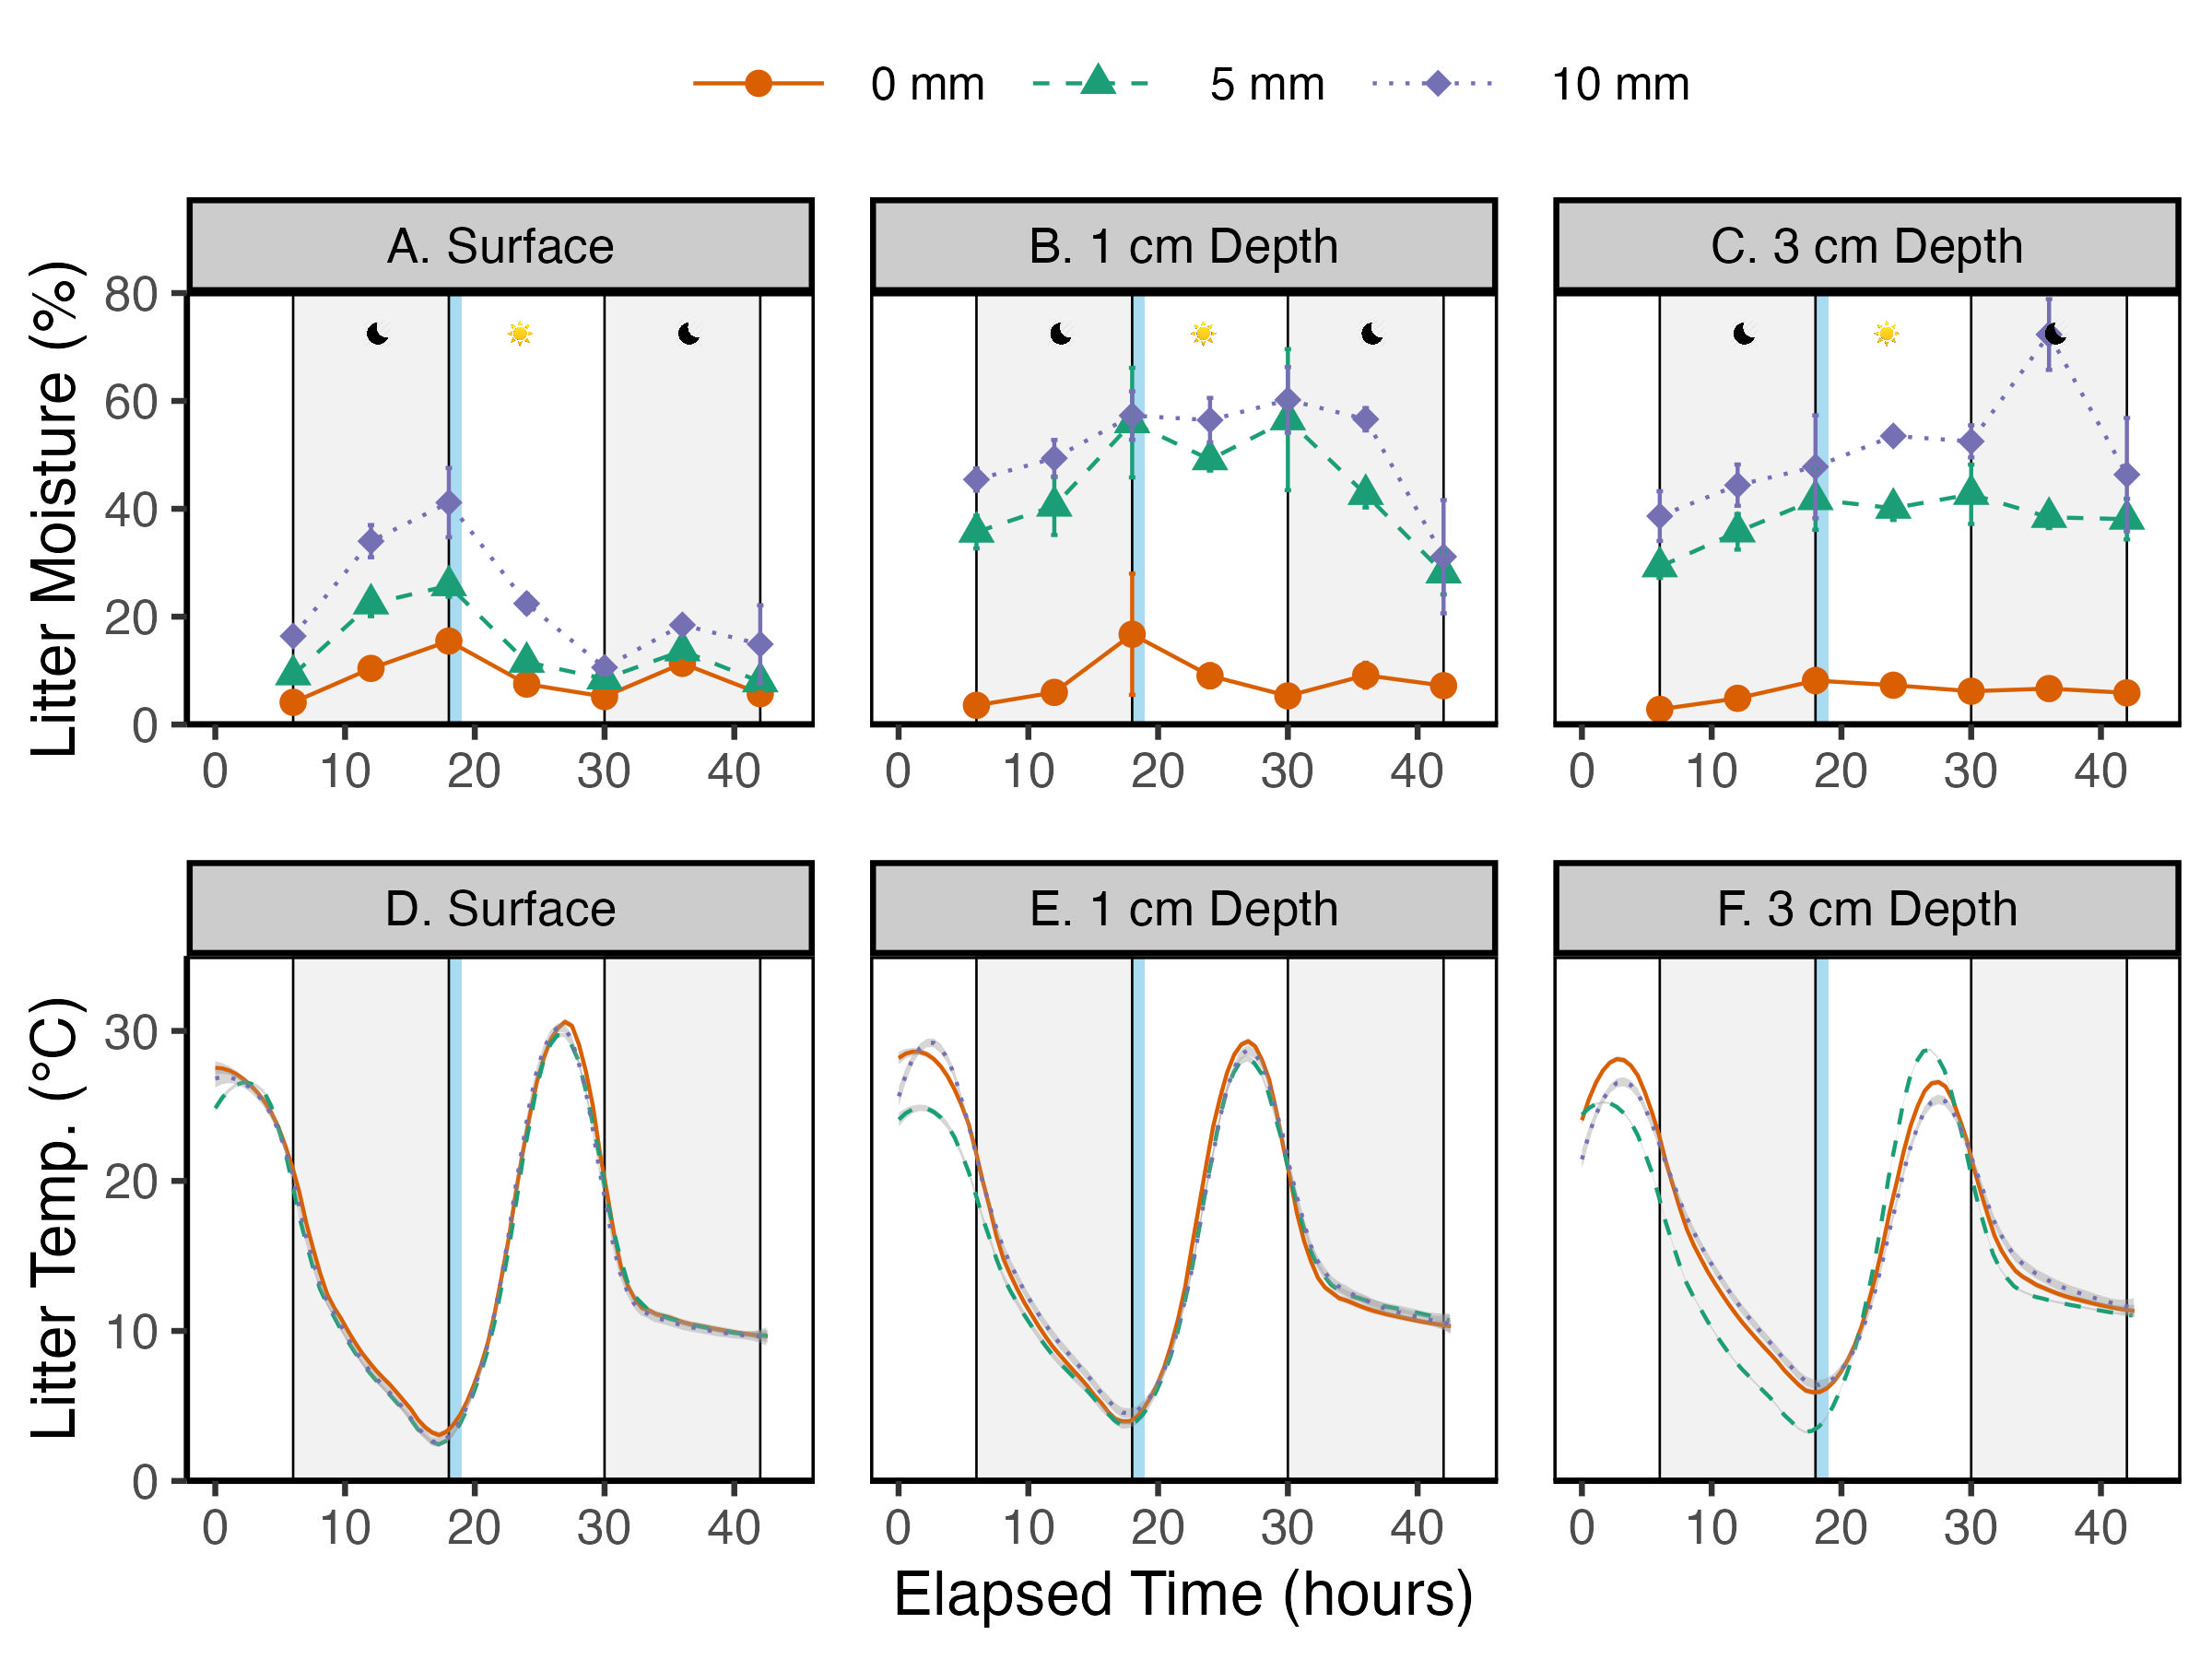 0 mm 5 mm 10 mm
A. Surface B. 1 cm Depth C. 3 cm Depth
Litter Moisture (%)
80
60
40
20
0
0 10 20 30 40 0 10 20 30 40 0 10 20 30 40
D. Surface E. 1 cm Depth F. 3 cm Depth
Litter Temp. (°C)
30
20
10
0
0 10 20 30 40 0 10 20 30 40 0 10 20 30 40
Elapsed Time (hours)